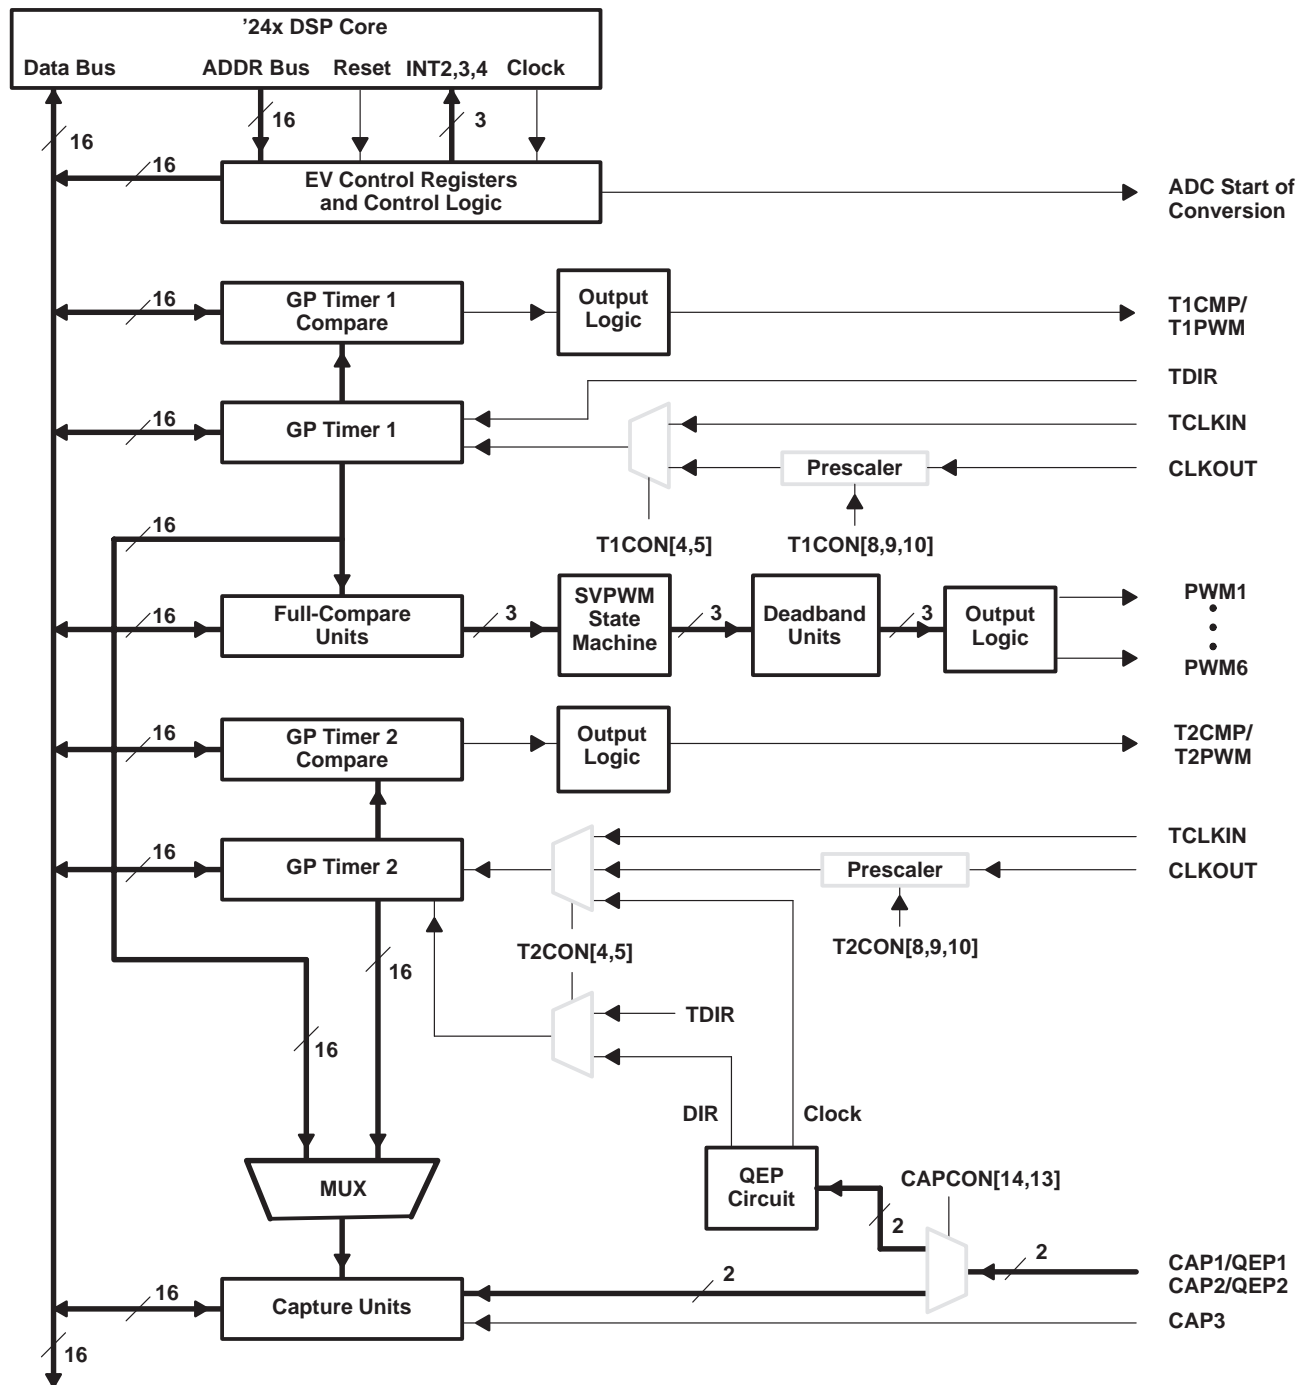 ’24x DSP Core
Data Bus ADDR Bus Reset INT2,3,4 Clock
16 3
16
16
EV Control Registers
and Control Logic
ADC Start of
Conversion
16
GP Timer 1
Compare
Output
Logic
T1CMP/
T1PWM
TDIR
16
GP Timer 1
TCLKIN
Prescaler
CLKOUT
T1CON[4,5]
T1CON[8,9,10]
16
16
Full-Compare
Units
3
SVPWM
State
Machine
3
Deadband
Units
3
Output
Logic
PWM1
PWM6
16
GP Timer 2
Compare
Output
Logic
T2CMP/
T2PWM
TCLKIN
16
GP Timer 2
Prescaler
CLKOUT
T2CON[4,5]
T2CON[8,9,10]
16
TDIR
16
DIR
Clock
MUX
QEP
Circuit
CAPCON[14,13]
2
2
CAP1/QEP1
CAP2/QEP2
2
16
Capture Units
CAP3
16